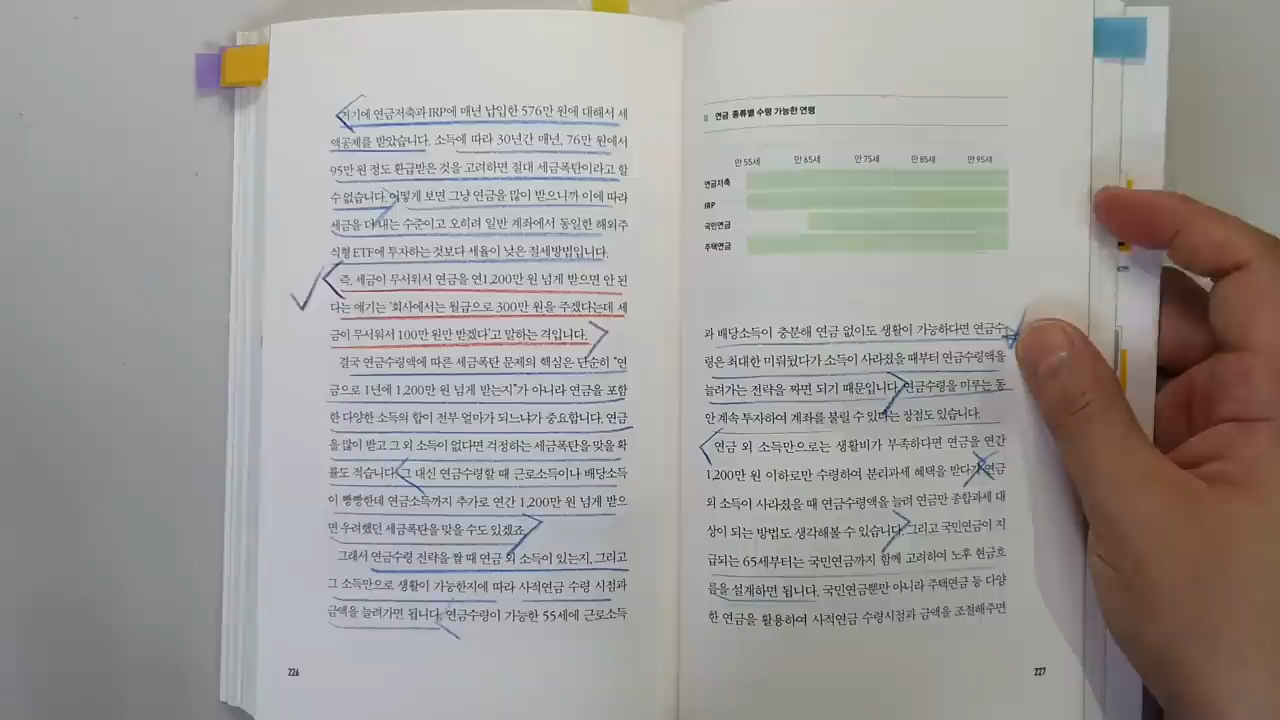 거기에 연금저축과 IRP에 매년 납입한 576만 원에 대해서 세
액공제를 받았습니다. 소득에 따라 30년간 매년, 76만 원에서
95만 원 정도 환급받은 것을 고려하면 절대 세금폭탄이라고 할
수 없습니다. 어떻게 보면 그냥 연금을 많이 받으니까 이에 따라
세금을 더 내는 수준이고 오히려 일반 계좌에서 동일한 해외주
식형 ETF에 투자하는 것보다 세율이 낮은 절세방법입니다.
즉, 세금이 무서워서 연금을 연1,200만 원 넘게 받으면 안 된
다는 얘기는 '회사에서는 월급으로 300만 원을 주겠다는데 세
금이 무서워서 100만 원만 받겠다'고 말하는 격입니다.
결국 연금수령액에 따른 세금폭탄 문제의 핵심은 단순히 "연
금으로 1년에 1,200만 원 넘게 받는지"가 아니라 연금을 포함
한 다양한 소득의 합이 전부 얼마가 되느냐가 중요합니다. 연금
을 많이 받고 그 외 소득이 없다면 걱정하는 세금폭탄을 맞을 확
률도 적습니다. 그 대신 연금수령할 때 근로소득이나 배당소득
이 빵빵한데 연금소득까지 추가로 연간 1,200만 원 넘게 받으
면 우려했던 세금폭탄을 맞을 수도 있겠죠.
그래서 연금수령 전략을 짤 때 연금 외 소득이 있는지, 그리고
그 소득만으로 생활이 가능한지에 따라 사적연금 수령 시점과
금액을 늘려가면 됩니다. 연금수령이 가능한 55세에 근로소득
226
연금 종류별 수령 가능한 연령
만 55세 만 65세 만 75세 만 85세 만 95세
연금저축
IRP
국민연금
주택연금
과 배당소득이 충분해 연금 없이도 생활이 가능하다면 연금수
령은 최대한 미뤄뒀다가 소득이 사라졌을 때부터 연금수령액을
늘려가는 전략을 짜면 되기 때문입니다. 연금수령을 미루는 동
안 계속 투자하여 계좌를 불릴 수 있다는 장점도 있습니다.
연금 외 소득만으로는 생활비가 부족하다면 연금을 연간
1,200만 원 이하로만 수령하여 분리과세 혜택을 받다가 연금
외 소득이 사라졌을 때 연금수령액을 늘려 연금만 종합과세 대
상이 되는 방법도 생각해볼 수 있습니다. 그리고 국민연금이 지
급되는 65세부터는 국민연금까지 함께 고려하여 노후 현금흐
름을 설계하면 됩니다. 국민연금뿐만 아니라 주택연금 등 다양
한 연금을 활용하여 사적연금 수령시점과 금액을 조절해주면
227